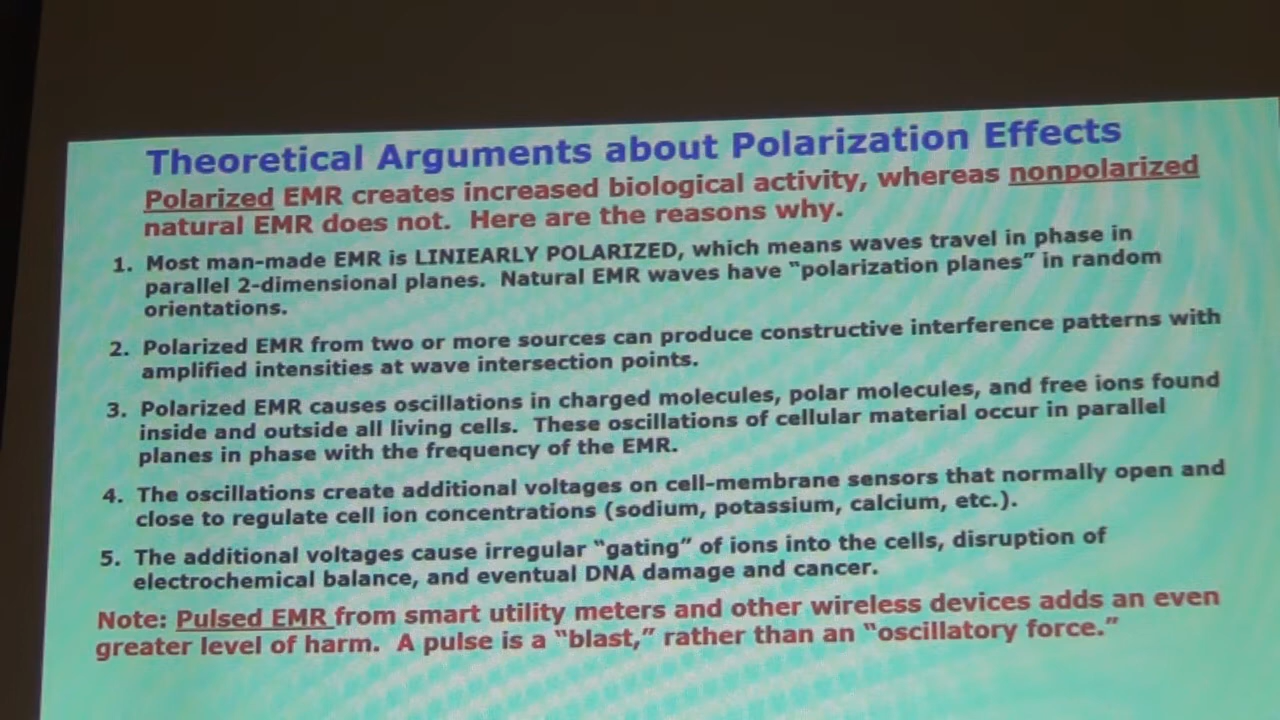 Theoretical Arguments about Polarization Effects
Polarized EMR creates increased biological activity, whereas nonpolarized
natural EMR does not. Here are the reasons why.
1. Most man-made EMR is LINIEARLY POLARIZED, which means waves travel in phase in
parallel 2-dimensional planes. Natural EMR waves have "polarization planes" in random
orientations.
2. Polarized EMR from two or more sources can produce constructive interference patterns with
amplified intensities at wave intersection points.
3. Polarized EMR causes oscillations in charged molecules, polar molecules, and free ions found
inside and outside all living cells. These oscillations of cellular material occur in parallel
planes in phase with the frequency of the EMR.
4. The oscillations create additional voltages on cell-membrane sensors that normally open and
close to regulate cell ion concentrations (sodium, potassium, calcium, etc.).
5. The additional voltages cause irregular "gating" of ions into the cells, disruption of
electrochemical balance, and eventual DNA damage and cancer.
Note: Pulsed EMR from smart utility meters and other wireless devices adds an even
greater level of harm. A pulse is a "blast," rather than an "oscillatory force."